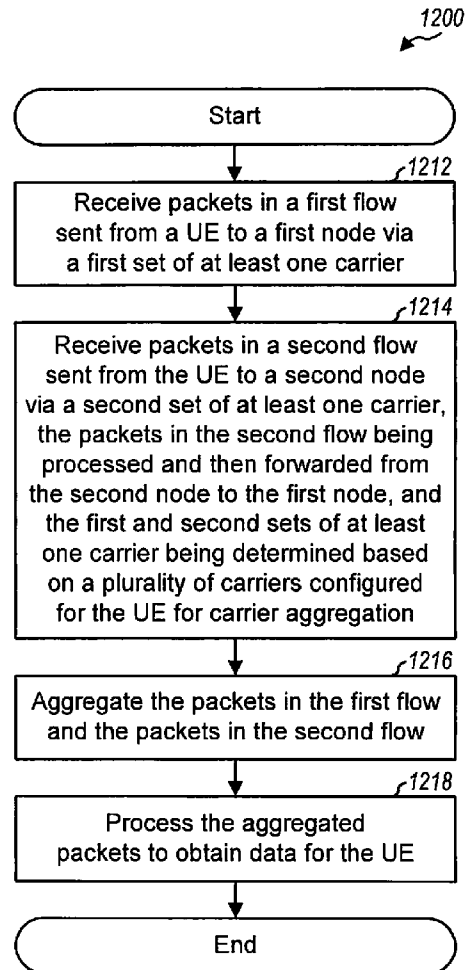 1200
Start
1212
Receive packets in a first flow
sent from a UE to a first node via
a first set of at least one carrier
1214
Receive packets in a second flow
sent from the UE to a second node
via a second set of at least one carrier,
the packets in the second flow being
processed and then forwarded from
the second node to the first node, and
the first and second sets of at least
one carrier being determined based
on a plurality of carriers configured
for the UE for carrier aggregation
1216
Aggregate the packets in the first flow
and the packets in the second flow
1218
Process the aggregated
packets to obtain data for the UE
End